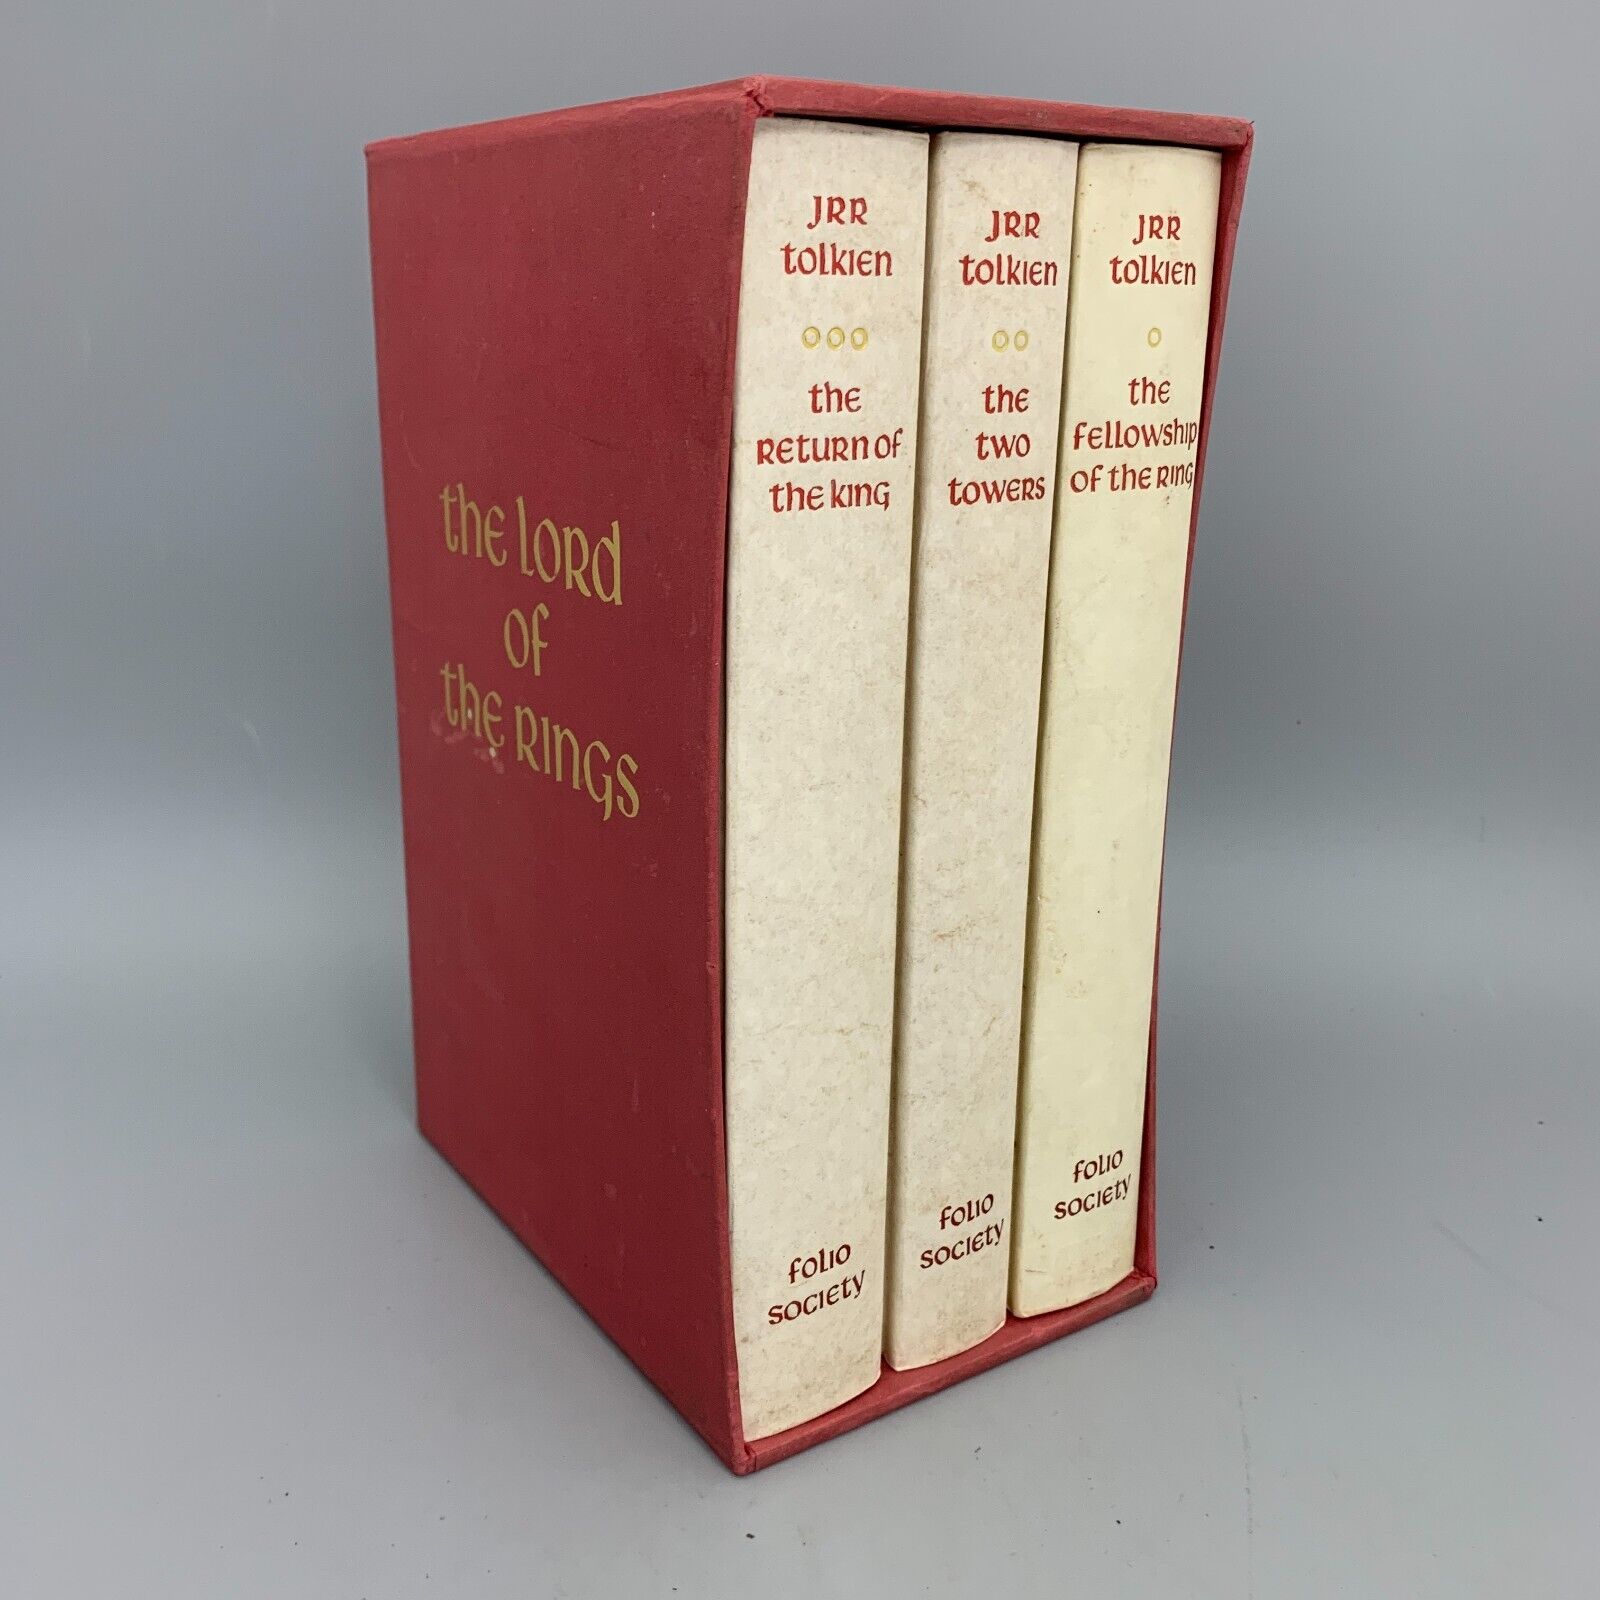 the LORD
of
the RINGS
JRR
tolkien
the
Return of
the King
folio
society
JRR
tolkien
the
two
towers
folio
society
JRR
tolkien
the
fellowship
of the Ring
folio
society